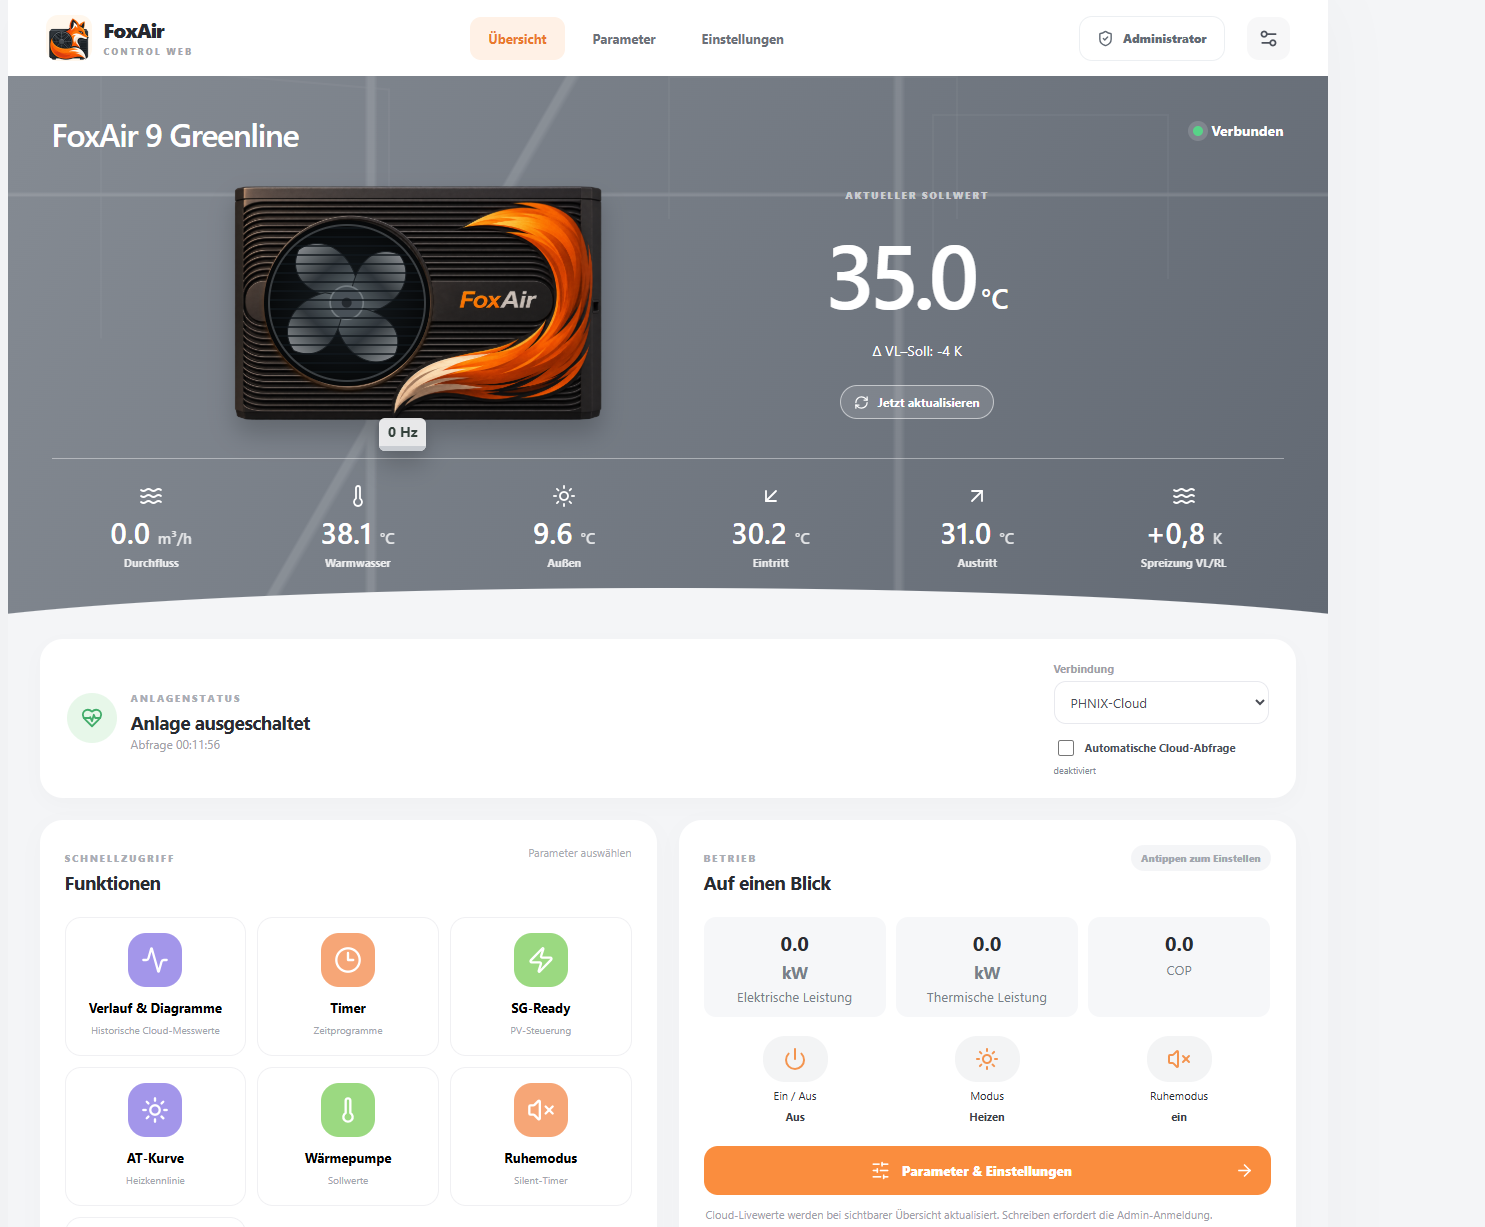 FoxAir
CONTROL WEB
Übersicht
Parameter
Einstellungen
Administrator
FoxAir 9 Greenline
Verbunden
AKTUELLER SOLLWERT
35.0 °C
FoxAir
Δ VL–Soll: -4 K
Jetzt aktualisieren
0 Hz
0.0 m³/h
Durchfluss
38.1 °C
Warmwasser
9.6 °C
Außen
30.2 °C
Eintritt
31.0 °C
Austritt
+0,8 K
Spreizung VL/RL
ANLAGENSTATUS
Anlage ausgeschaltet
Abfrage 00:11:56
Verbindung
PHNIX-Cloud
Automatische Cloud-Abfrage
deaktiviert
SCHNELLZUGRIFF
Funktionen
Parameter auswählen
Verlauf & Diagramme
Historische Cloud-Messwerte
Timer
Zeitprogramme
SG-Ready
PV-Steuerung
AT-Kurve
Heizkennlinie
Wärmepumpe
Sollwerte
Ruhemodus
Silent-Timer
BETRIEB
Auf einen Blick
Antippen zum Einstellen
0.0
kW
Elektrische Leistung
0.0
kW
Thermische Leistung
0.0
COP
Ein / Aus
Aus
Modus
Heizen
Ruhemodus
ein
Parameter & Einstellungen
Cloud-Livewerte werden bei sichtbarer Übersicht aktualisiert. Schreiben erfordert die Admin-Anmeldung.